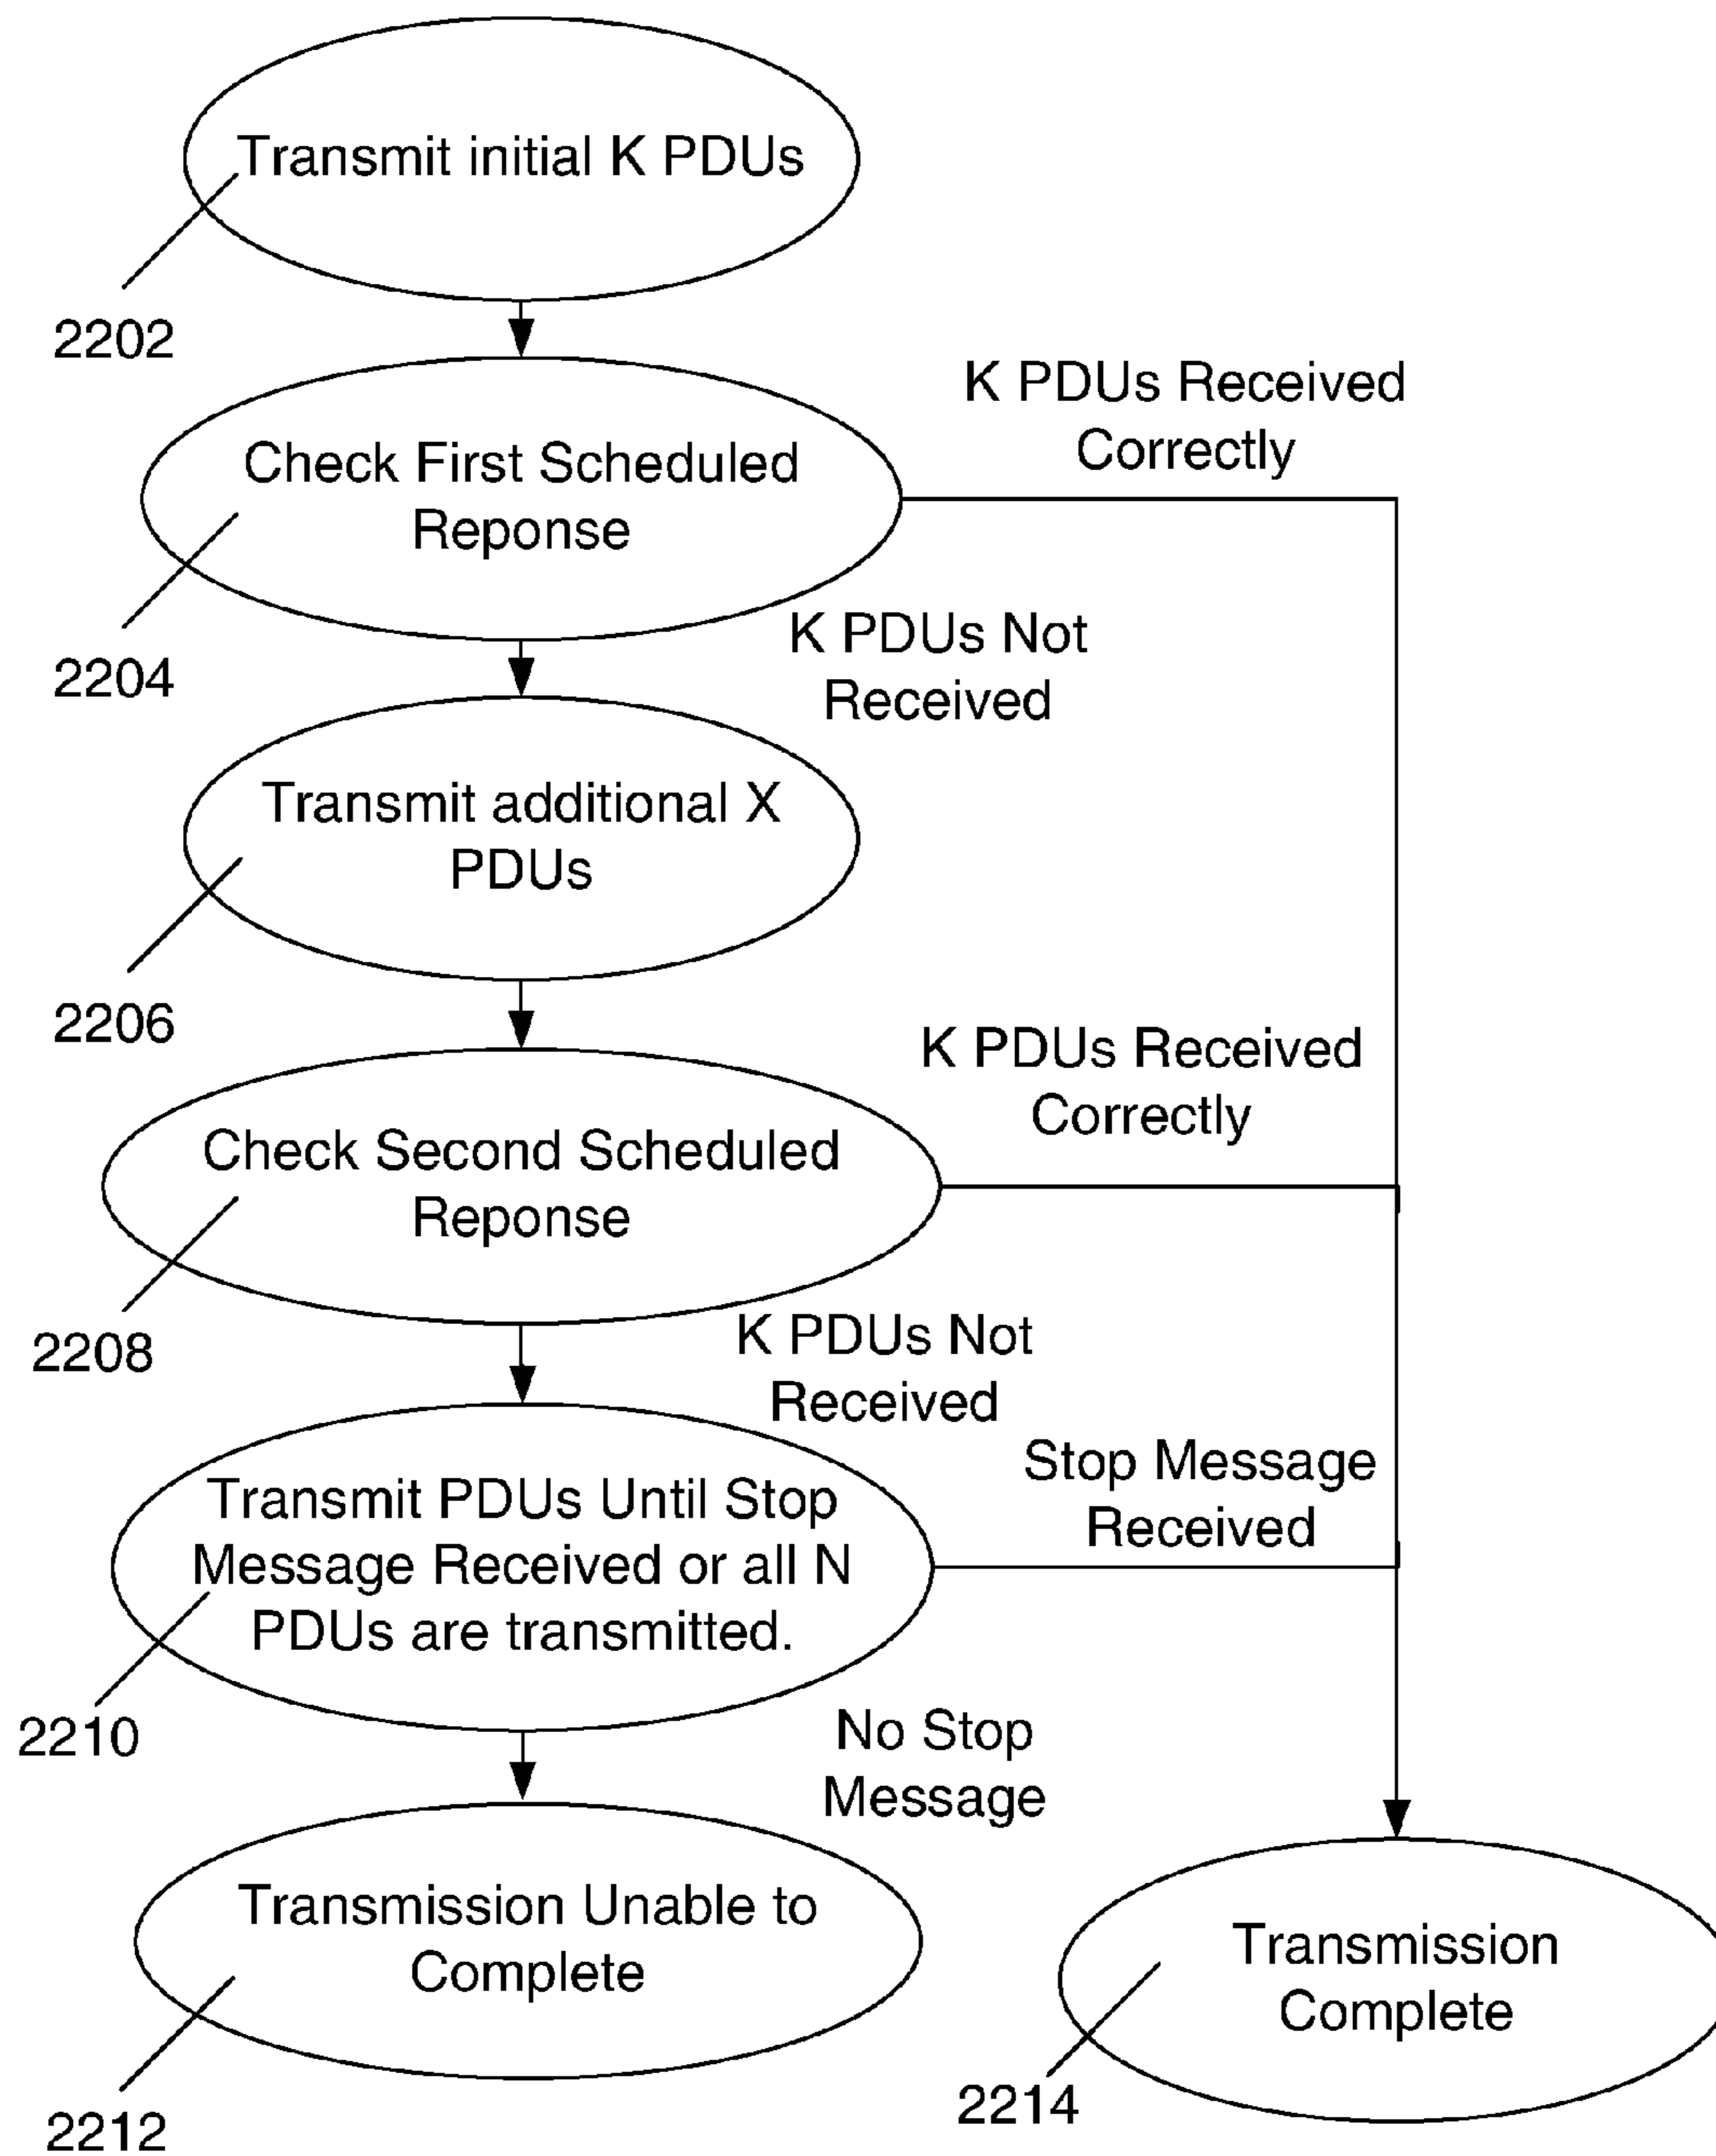 Transmit initial K PDUs
2202
K PDUs Received
Correctly
Check First Scheduled
Reponse
2204
K PDUs Not
Received
Transmit additional X
PDUs
2206
K PDUs Received
Correctly
Check Second Scheduled
Reponse
2208
K PDUs Not
Received
Stop Message
Received
Transmit PDUs Until Stop
Message Received or all N
PDUs are transmitted.
2210
No Stop
Message
Transmission Unable to
Complete
2212
Transmission
Complete
2214